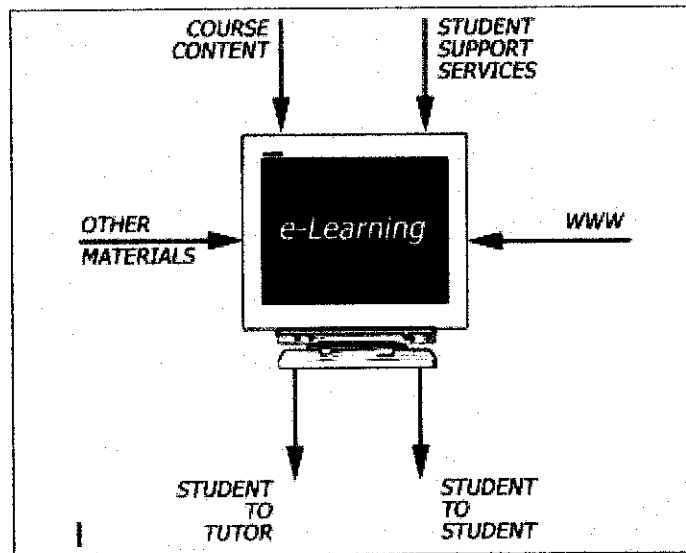 COURSE
CONTENT
STUDENT
SUPPORT
SERVICES
e-Learning
OTHER
MATERIALS
WWW
STUDENT
TO
TUTOR
STUDENT
TO
STUDENT